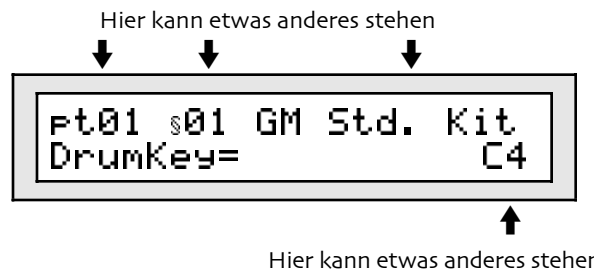 Hier kann etwas anderes stehen
pt01 §01 GM Std. Kit
DrumKey= C4
Hier kann etwas anderes stehen